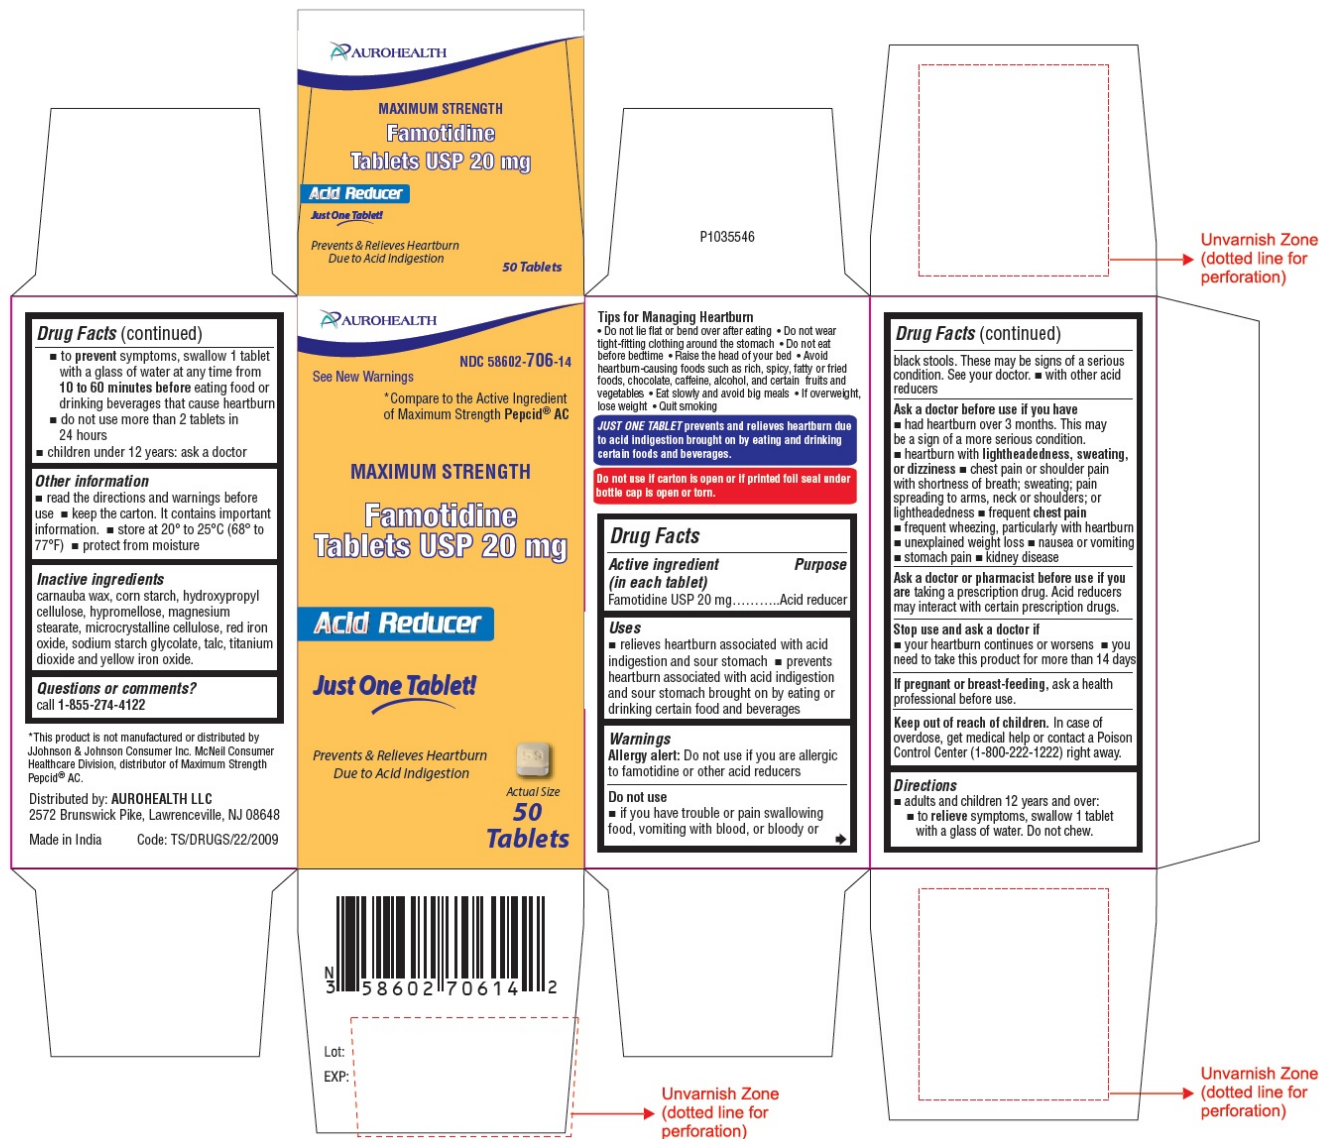 AUROHEALTH
MAXIMUM STRENGTH
Famotidine
Tablets USP 20 mg
Acid Reducer
Just One Tablet!
Prevents & Relieves Heartburn
Due to Acid Indigestion
50 Tablets
P1035546
Unvarnish Zone
(dotted line for
perforation)
Drug Facts (continued)
■ to prevent symptoms, swallow 1 tablet
with a glass of water at any time from
10 to 60 minutes before eating food or
drinking beverages that cause heartburn
■ do not use more than 2 tablets in
24 hours
■ children under 12 years: ask a doctor
Other information
■ read the directions and warnings before
use ■ keep the carton. It contains important
information. ■ store at 20° to 25°C (68° to
77°F) ■ protect from moisture
Inactive ingredients
carnauba wax, corn starch, hydroxypropyl
cellulose, hypromellose, magnesium
stearate, microcrystalline cellulose, red iron
oxide, sodium starch glycolate, talc, titanium
dioxide and yellow iron oxide.
Questions or comments?
call 1-855-274-4122
*This product is not manufactured or distributed by
JJohnson & Johnson Consumer Inc. McNeil Consumer
Healthcare Division, distributor of Maximum Strength
Pepcid® AC.
Distributed by: AUROHEALTH LLC
2572 Brunswick Pike, Lawrenceville, NJ 08648
Made in India Code: TS/DRUGS/22/2009
AUROHEALTH
NDC 58602-706-14
See New Warnings
*Compare to the Active Ingredient
of Maximum Strength Pepcid® AC
MAXIMUM STRENGTH
Famotidine
Tablets USP 20 mg
Acid Reducer
Just One Tablet!
Prevents & Relieves Heartburn
Due to Acid Indigestion
59
Actual Size
50
Tablets
Tips for Managing Heartburn
• Do not lie flat or bend over after eating • Do not wear
tight-fitting clothing around the stomach • Do not eat
before bedtime • Raise the head of your bed • Avoid
heartburn-causing foods such as rich, spicy, fatty or fried
foods, chocolate, caffeine, alcohol, and certain fruits and
vegetables • Eat slowly and avoid big meals • If overweight,
lose weight • Quit smoking
JUST ONE TABLET prevents and relieves heartburn due
to acid indigestion brought on by eating and drinking
certain foods and beverages.
Do not use if carton is open or if printed foil seal under
bottle cap is open or torn.
Drug Facts
Active ingredient Purpose
(in each tablet)
Famotidine USP 20 mg...........Acid reducer
Uses
■ relieves heartburn associated with acid
indigestion and sour stomach ■ prevents
heartburn associated with acid indigestion
and sour stomach brought on by eating or
drinking certain food and beverages
Warnings
Allergy alert: Do not use if you are allergic
to famotidine or other acid reducers
Do not use
■ if you have trouble or pain swallowing
food, vomiting with blood, or bloody or
Drug Facts (continued)
black stools. These may be signs of a serious
condition. See your doctor. ■ with other acid
reducers
Ask a doctor before use if you have
■ had heartburn over 3 months. This may
be a sign of a more serious condition.
■ heartburn with lightheadedness, sweating,
or dizziness ■ chest pain or shoulder pain
with shortness of breath; sweating; pain
spreading to arms, neck or shoulders; or
lightheadedness ■ frequent chest pain
■ frequent wheezing, particularly with heartburn
■ unexplained weight loss ■ nausea or vomiting
■ stomach pain ■ kidney disease
Ask a doctor or pharmacist before use if you
are taking a prescription drug. Acid reducers
may interact with certain prescription drugs.
Stop use and ask a doctor if
■ your heartburn continues or worsens ■ you
need to take this product for more than 14 days
If pregnant or breast-feeding, ask a health
professional before use.
Keep out of reach of children. In case of
overdose, get medical help or contact a Poison
Control Center (1-800-222-1222) right away.
Directions
■ adults and children 12 years and over:
■ to relieve symptoms, swallow 1 tablet
with a glass of water. Do not chew.
N
3 58602 70614 2
Lot:
EXP:
Unvarnish Zone
(dotted line for
perforation)
Unvarnish Zone
(dotted line for
perforation)